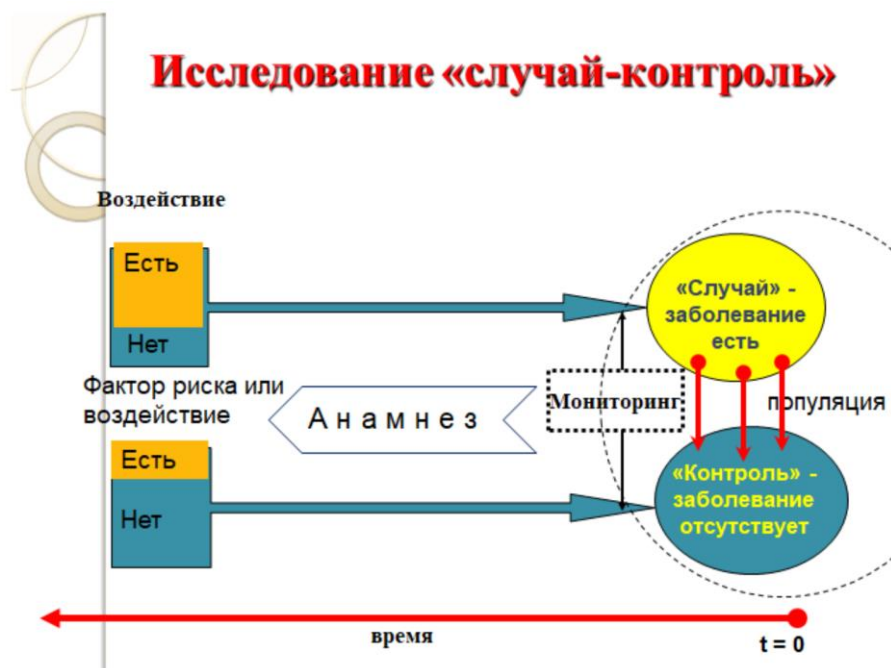 Исследование «случай-контроль»
Воздействие
Есть
Нет
«Случай» -
заболевание
есть
Фактор риска или
воздействие
Анамнез
Мониторинг
популяция
Есть
Нет
«Контроль» -
заболевание
отсутствует
время
t = 0